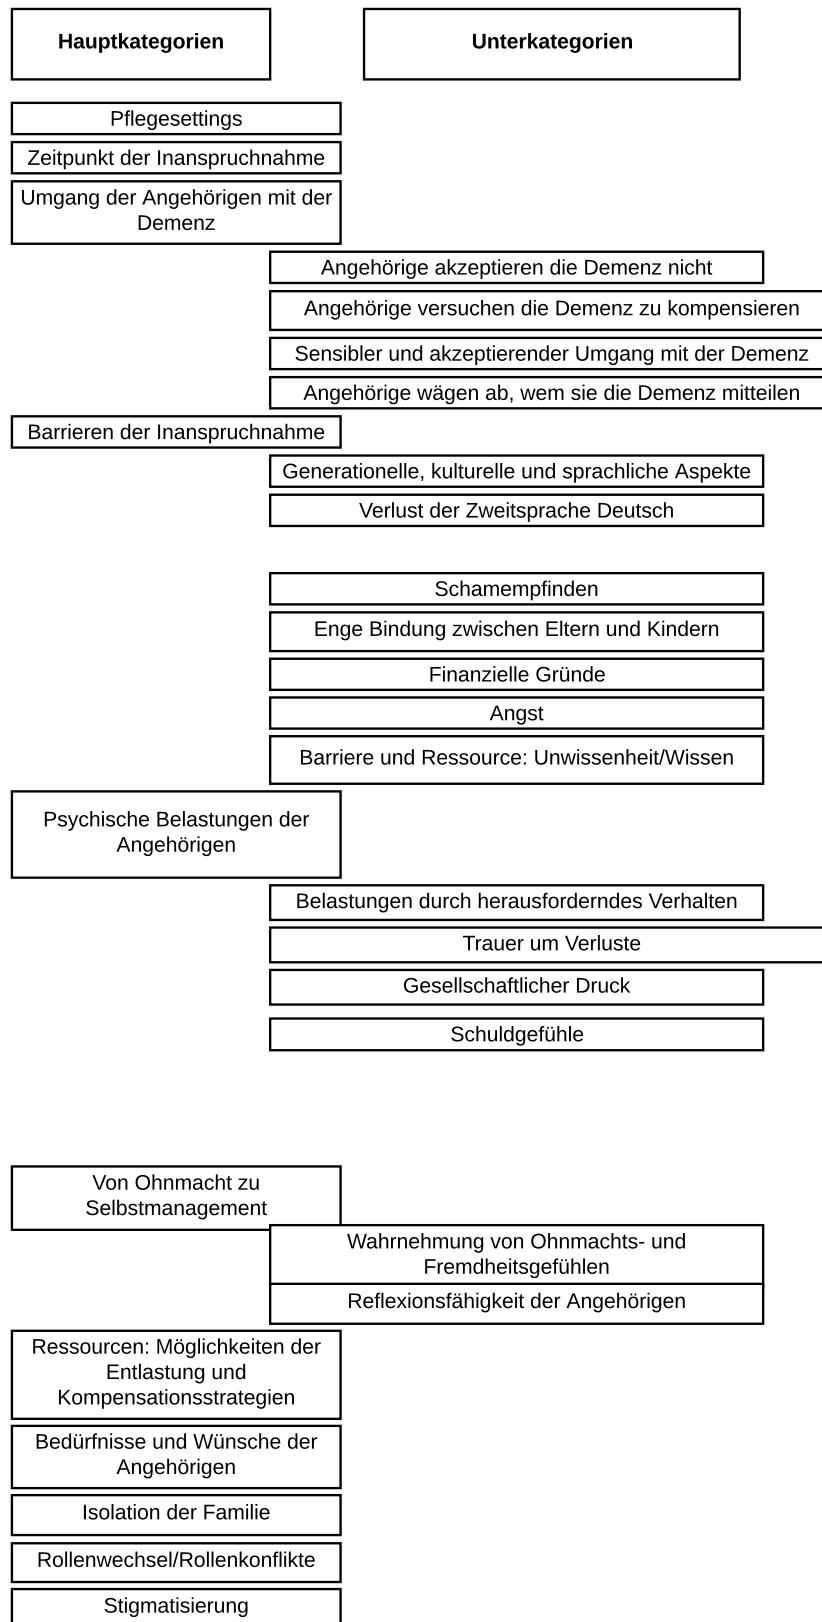 Hauptkategorien
Unterkategorien
Pflegesettings
Zeitpunkt der Inanspruchnahme
Umgang der Angehörigen mit der
Demenz
Angehörige akzeptieren die Demenz nicht
Angehörige versuchen die Demenz zu kompensieren
Sensibler und akzeptierender Umgang mit der Demenz
Angehörige wägen ab, wem sie die Demenz mitteilen
Barrieren der Inanspruchnahme
Generationelle, kulturelle und sprachliche Aspekte
Verlust der Zweitsprache Deutsch
Schamempfinden
Enge Bindung zwischen Eltern und Kindern
Finanzielle Gründe
Angst
Barriere und Ressource: Unwissenheit/Wissen
Psychische Belastungen der
Angehörigen
Belastungen durch herausforderndes Verhalten
Trauer um Verluste
Gesellschaftlicher Druck
Schuldgefühle
Von Ohnmacht zu
Selbstmanagement
Wahrnehmung von Ohnmachts- und
Fremdheitsgefühlen
Reflexionsfähigkeit der Angehörigen
Ressourcen: Möglichkeiten der
Entlastung und
Kompensationsstrategien
Bedürfnisse und Wünsche der
Angehörigen
Isolation der Familie
Rollenwechsel/Rollenkonflikte
Stigmatisierung